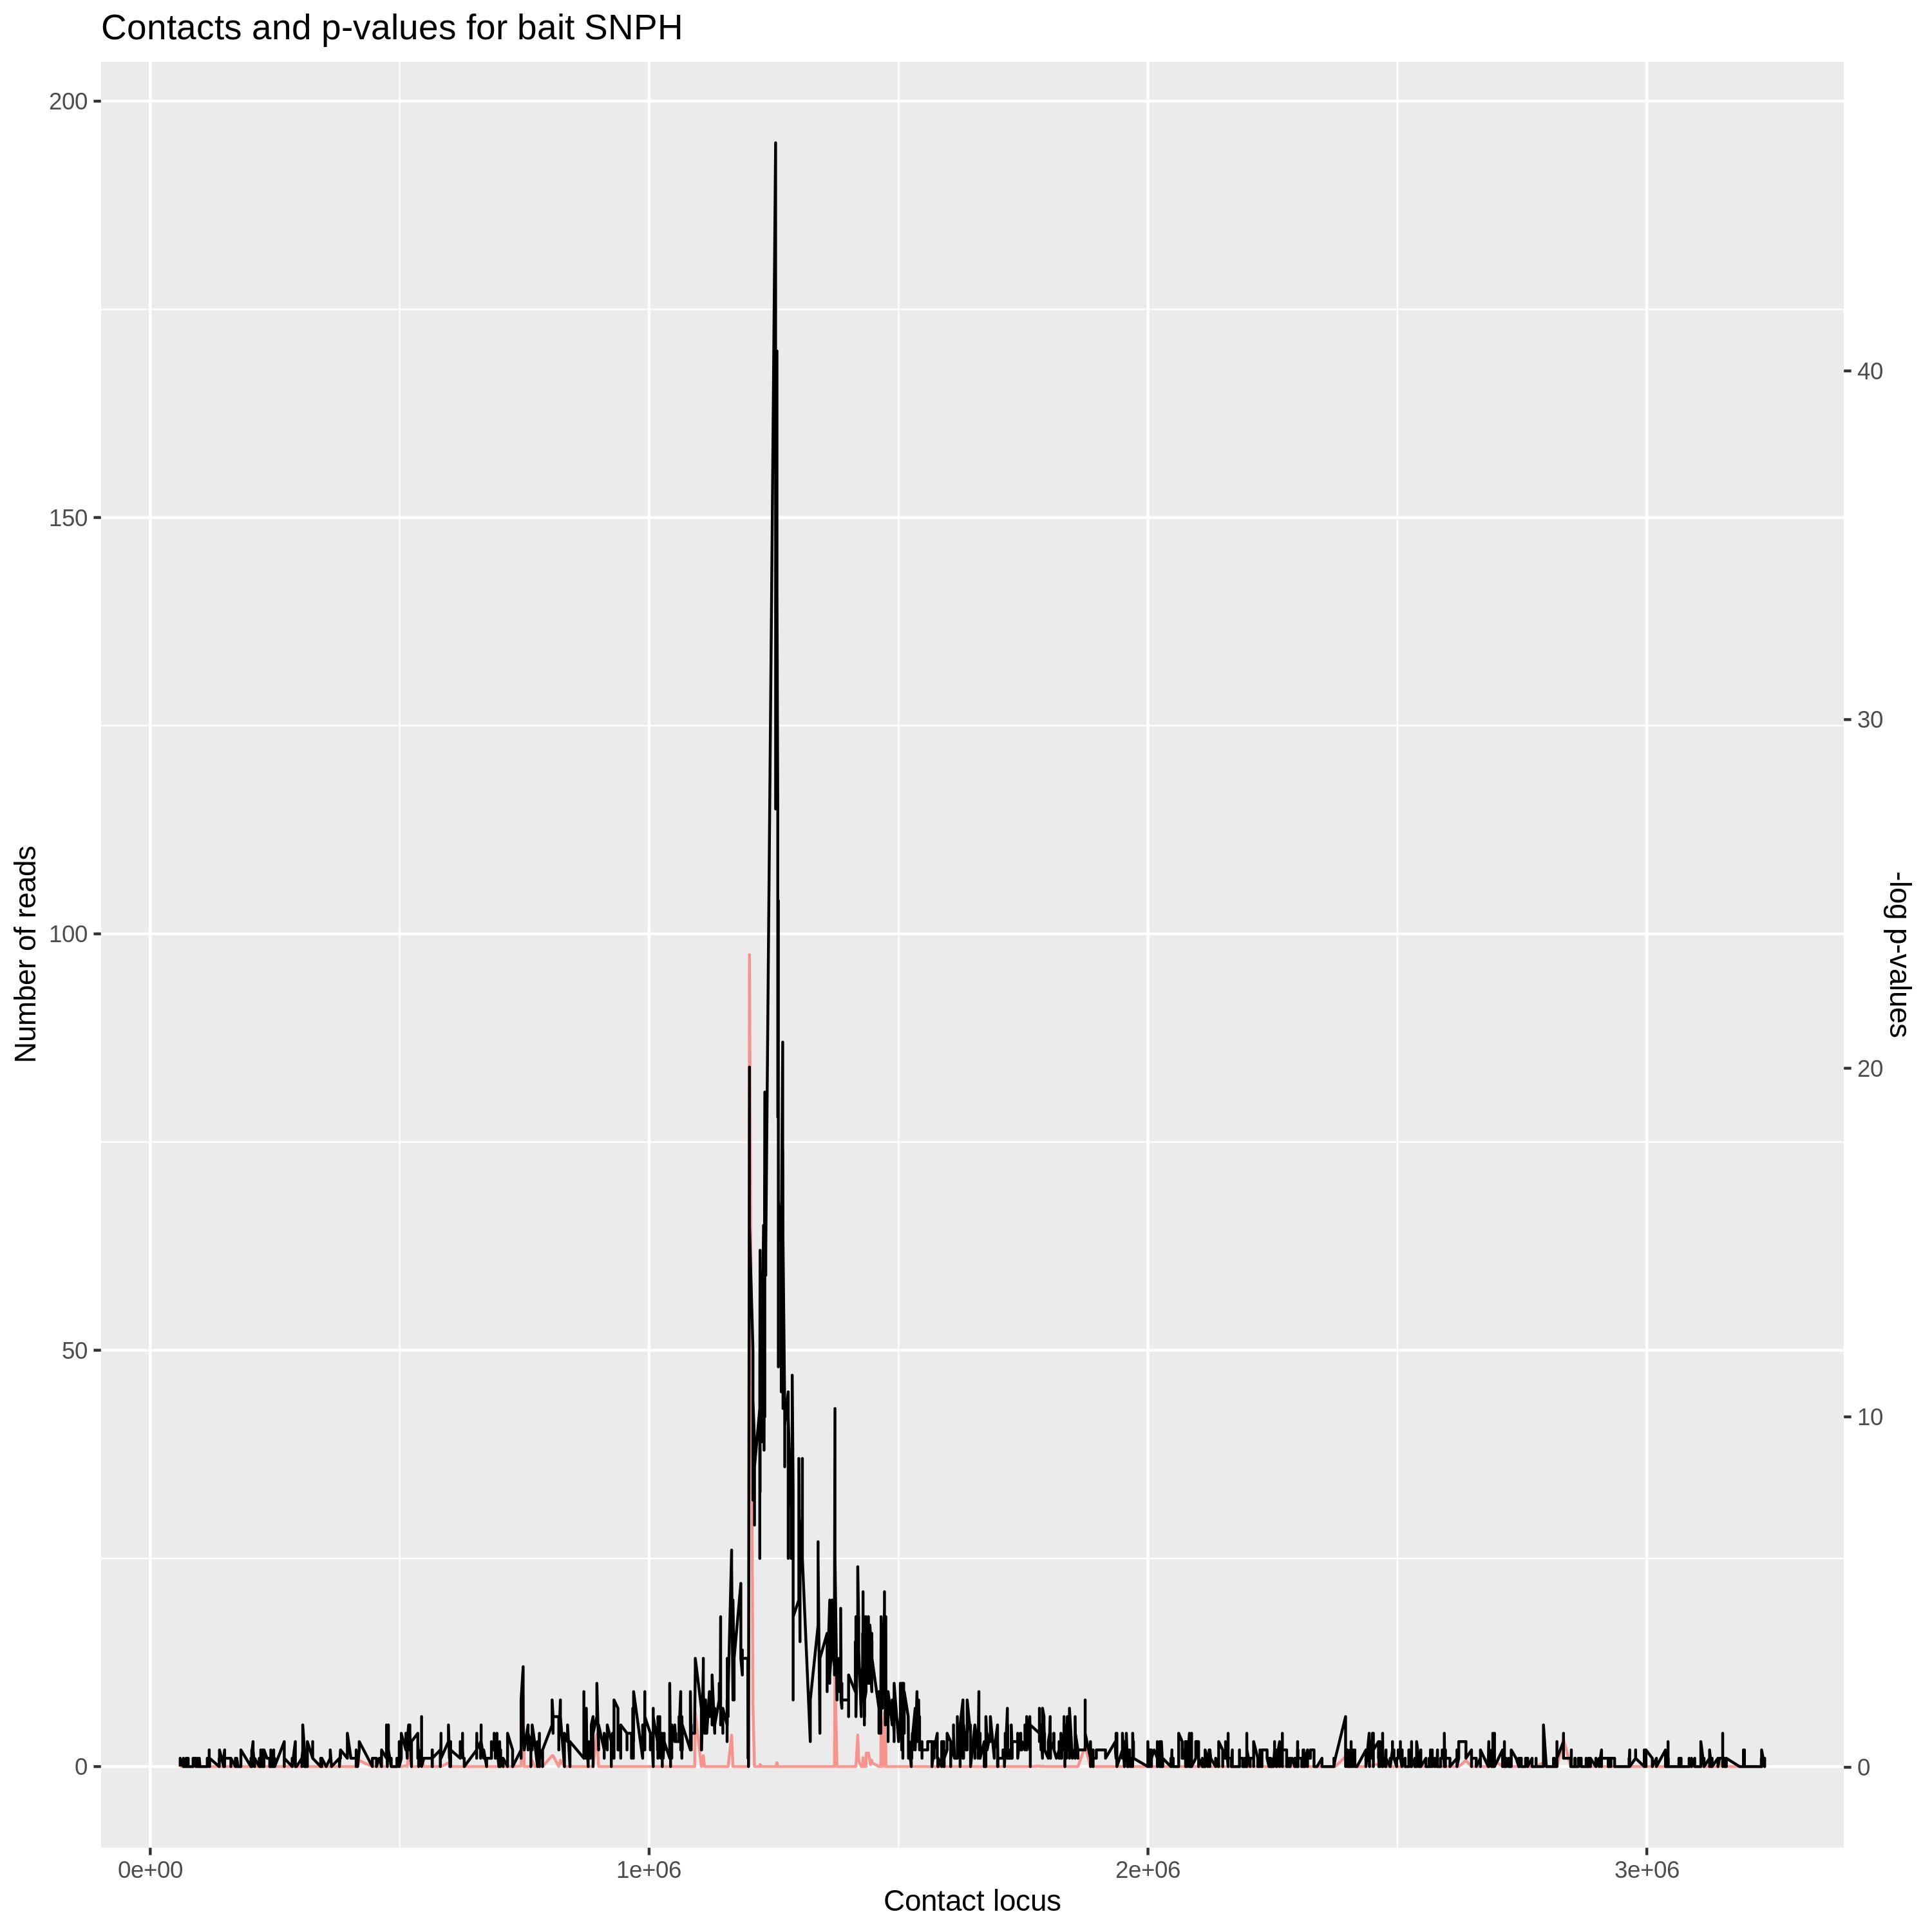 Contacts and p-values for bait SNPH
200
150
100
50
0
Number of reads
40
30
20
10
0
-log p-values
0e+00
1e+06
2e+06
3e+06
Contact locus